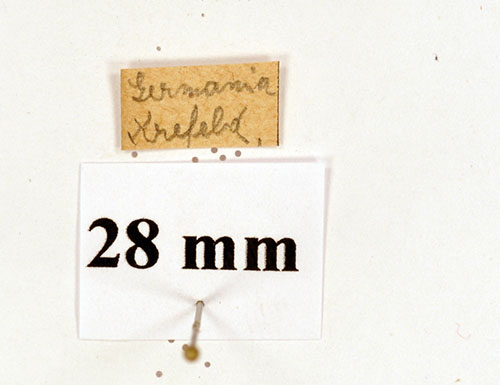 Germania
Krefeld.
28 mm